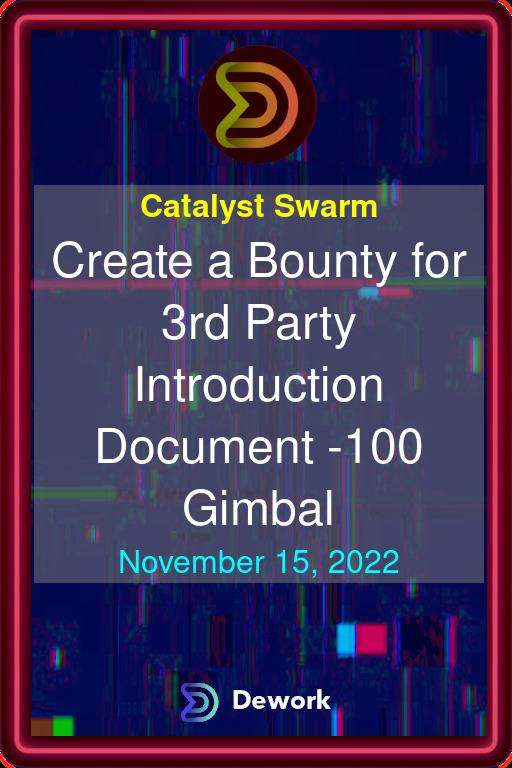 Catalyst Swarm
Create a Bounty for
3rd Party
Introduction
Document -100
Gimbal
November 15, 2022
Dework